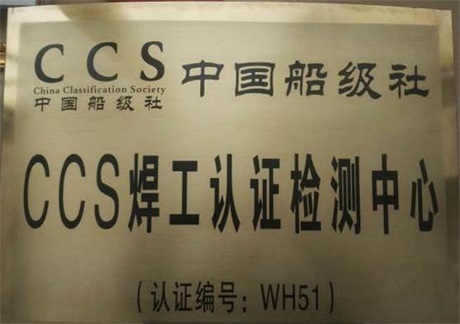 CCS
China Classification Society
中国船级社
中国船级社
CCS焊工认证检测中心
(认证编号:WH51)